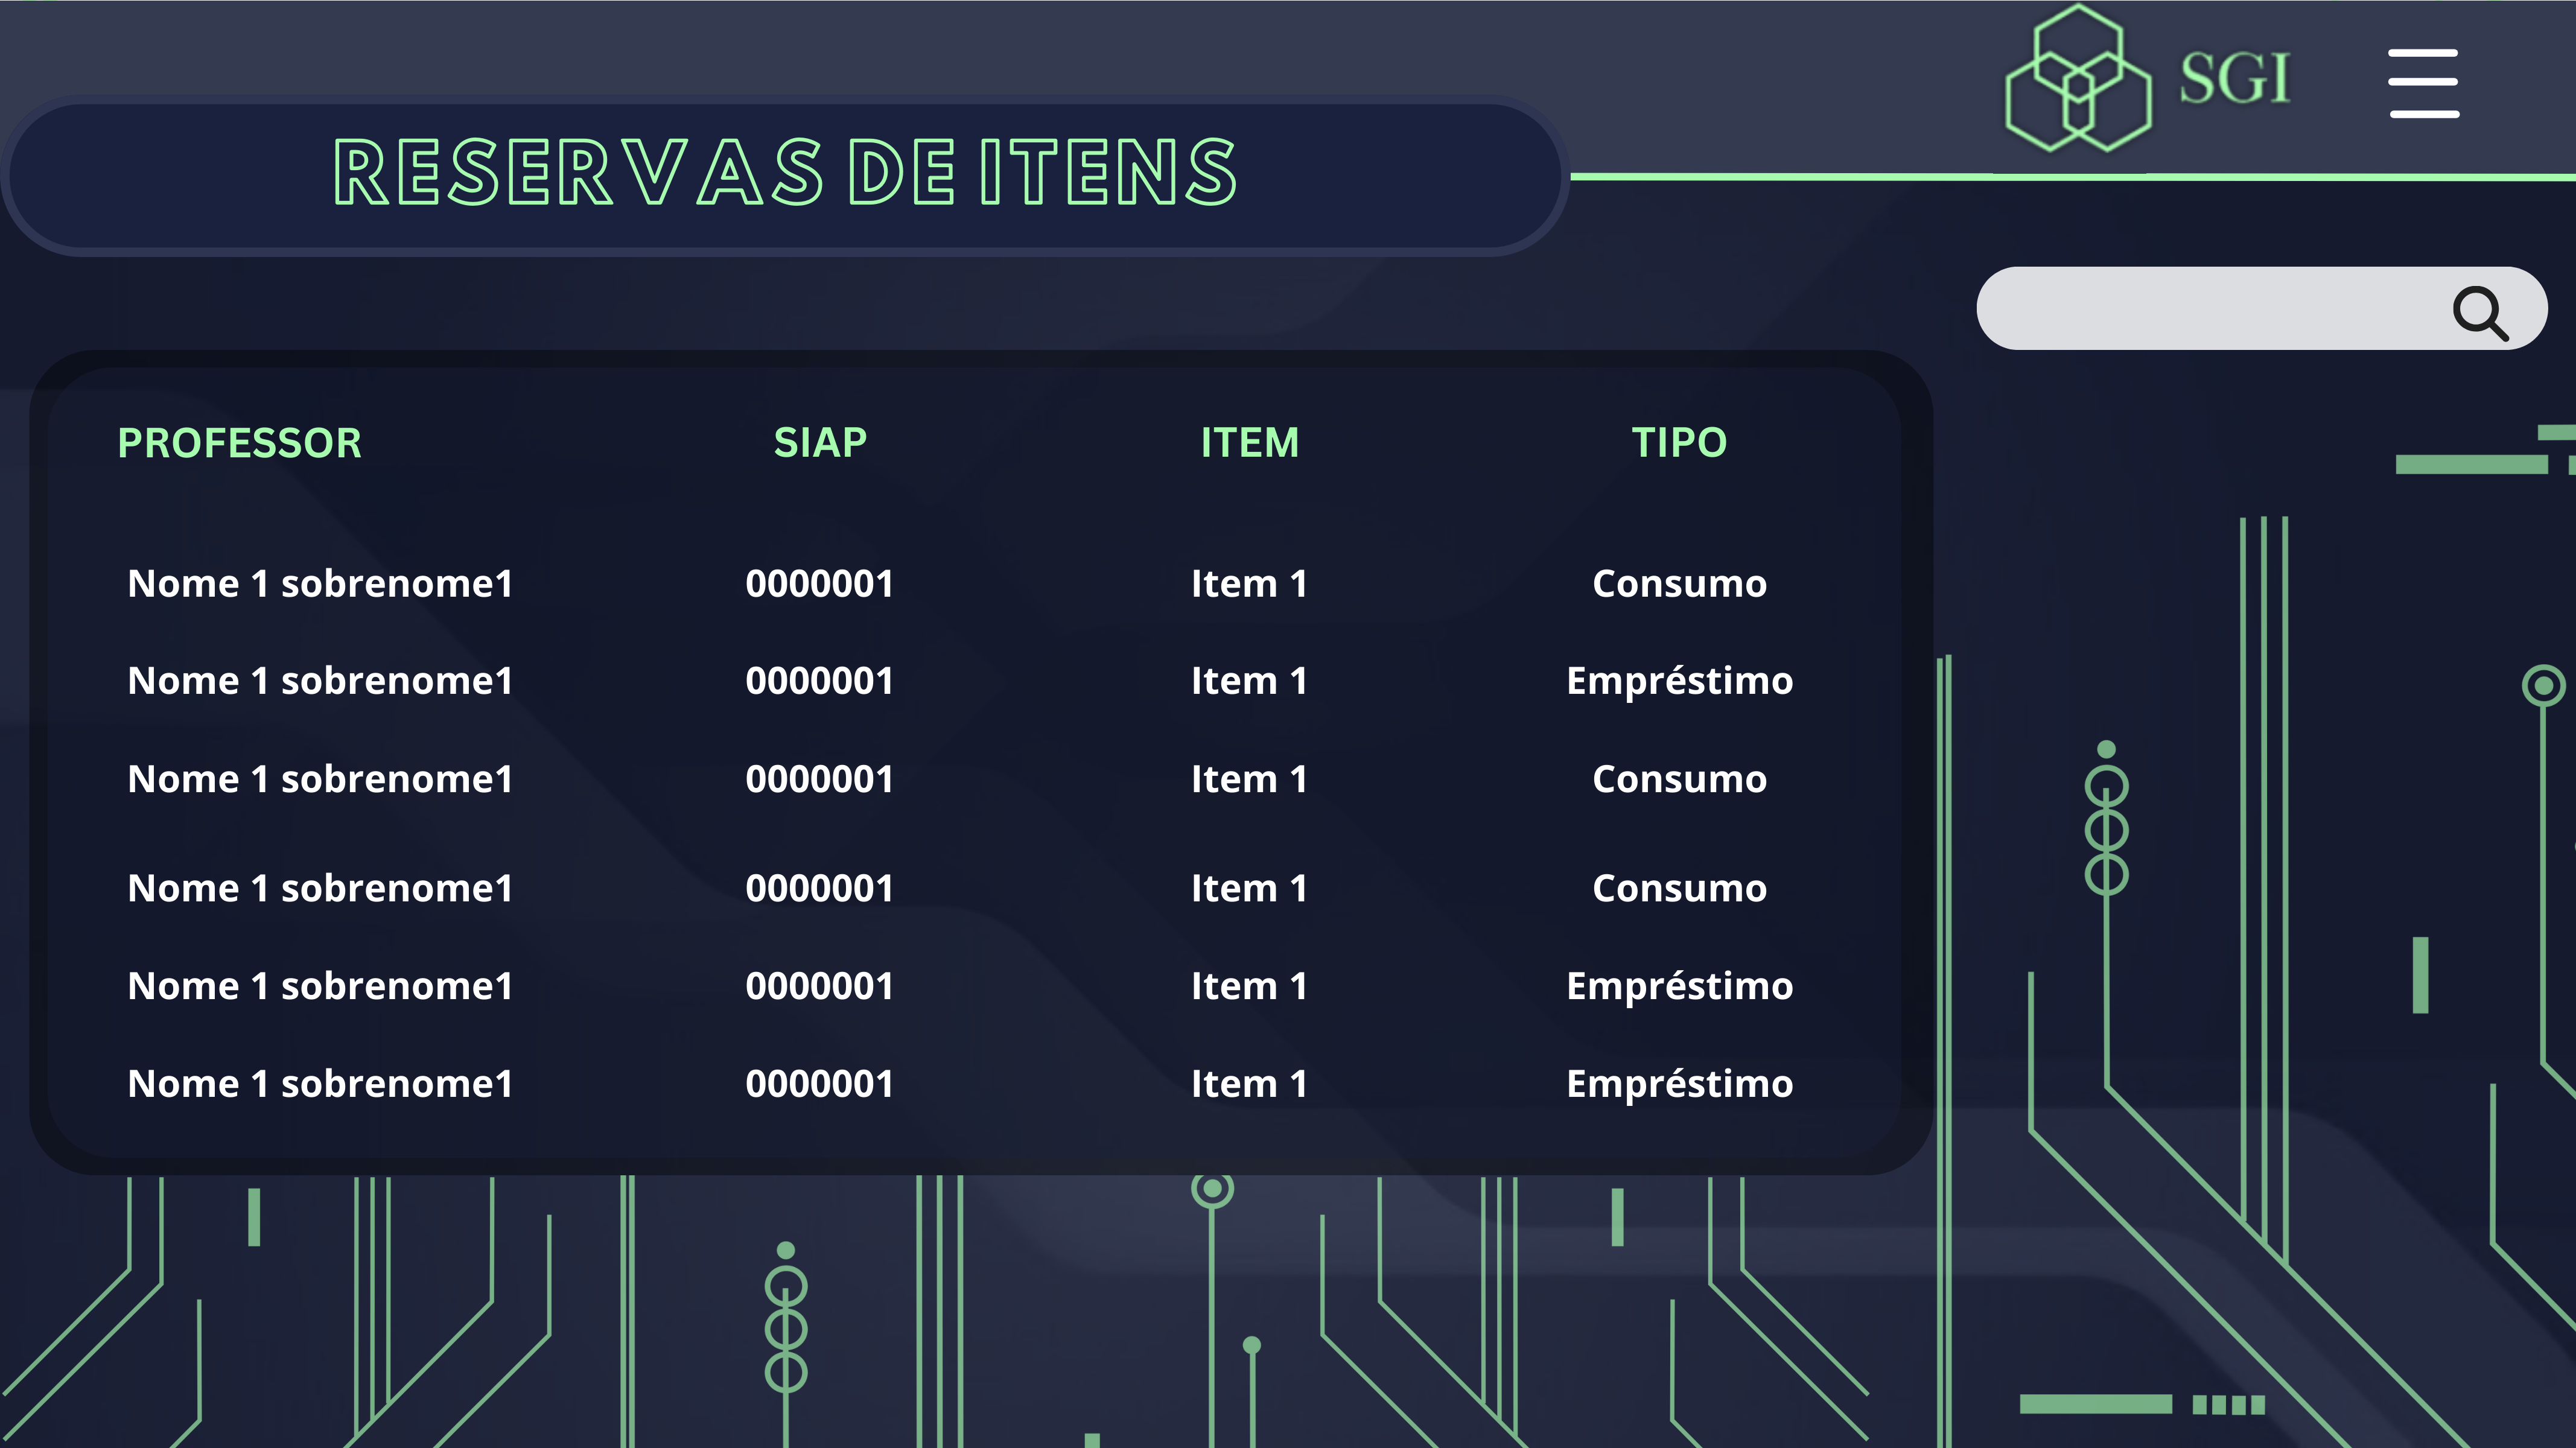 SGI
RESERVAS DE ITENS
PROFESSOR SIAP ITEM TIPO
Nome 1 sobrenome1 0000001 Item 1 Consumo
Nome 1 sobrenome1 0000001 Item 1 Empréstimo
Nome 1 sobrenome1 0000001 Item 1 Consumo
Nome 1 sobrenome1 0000001 Item 1 Consumo
Nome 1 sobrenome1 0000001 Item 1 Empréstimo
Nome 1 sobrenome1 0000001 Item 1 Empréstimo